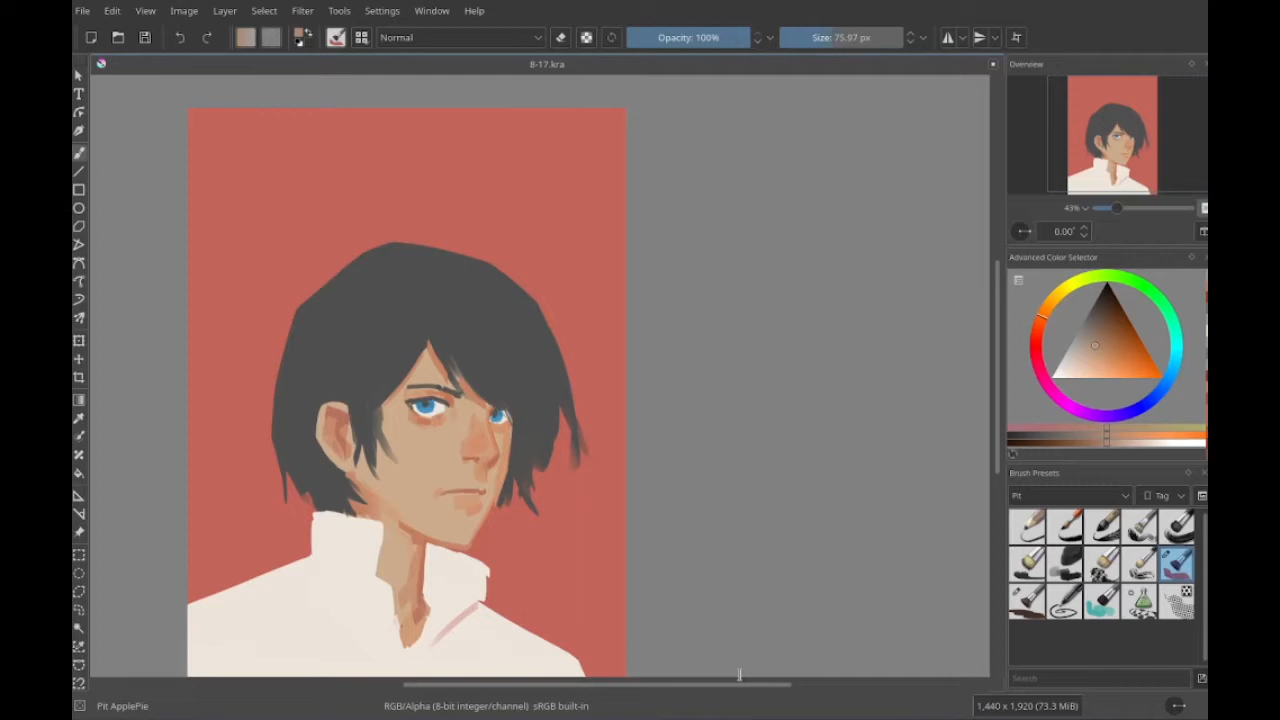 File Edit View Image Layer Select Filter Tools Settings Window Help
Normal Opacity: 100% Size: 75.97 px
8-17.kra
Overview
43%
0.00°
Advanced Color Selector
Brush Presets
Pit Tag
Search
Pit ApplePie RGB/Alpha (8-bit integer/channel) sRGB built-in 1,440 x 1,920 (73.3 MiB)